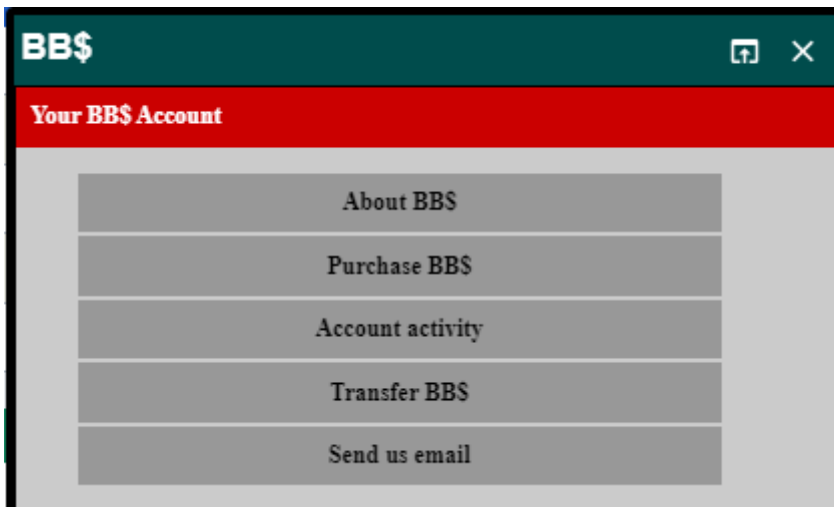 BB$
Your BB$ Account
About BB$
Purchase BB$
Account activity
Transfer BB$
Send us email